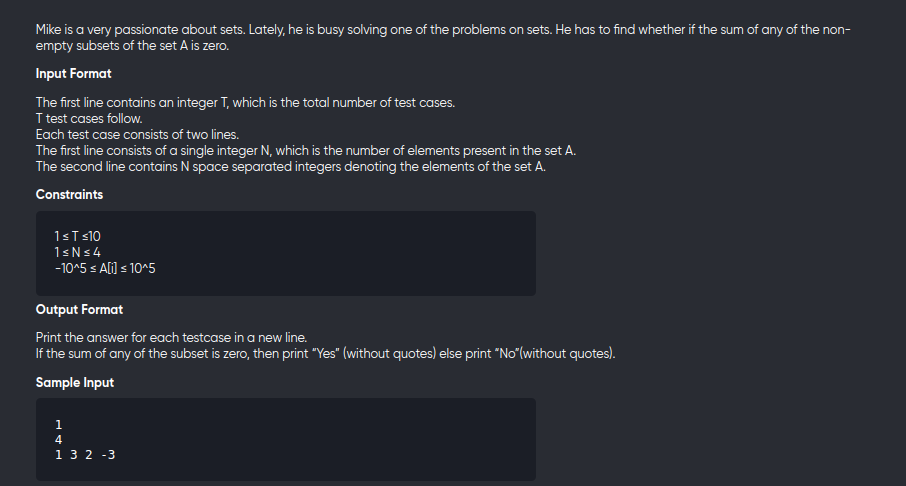 Mike is a very passionate about sets. Lately, he is busy solving one of the problems on sets. He has to find whether if the sum of any of the non-
empty subsets of the set A is zero.
Input Format
The first line contains an integer T, which is the total number of test cases.
T test cases follow.
Each test case consists of two lines.
The first line consists of a single integer N, which is the number of elements present in the set A.
The second line contains N space separated integers denoting the elements of the set A.
Constraints
1 ≤ T ≤10
1 ≤ N ≤ 4
-10^5 ≤ A[i] ≤ 10^5
Output Format
Print the answer for each testcase in a new line.
If the sum of any of the subset is zero, then print “Yes” (without quotes) else print “No”(without quotes).
Sample Input
1
4
1 3 2 -3